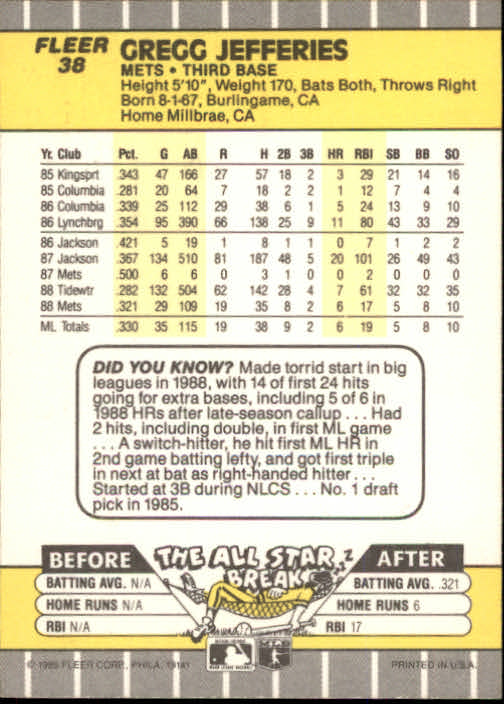 FLEER
38
GREGG JEFFERIES
METS • THIRD BASE
Height 5'10", Weight 170, Bats Both, Throws Right
Born 8-1-67, Burlingame, CA
Home Millbrae, CA
Yr. Club Pct. G AB R H 2B 3B HR RBI SB BB SO
85 Kingsprt .343 47 166 27 57 18 2 3 29 21 14 16
85 Columbia .281 20 64 7 18 2 2 1 12 7 4 4
86 Columbia .339 25 112 29 38 6 1 5 24 13 9 10
86 Lynchbrg .354 95 390 66 138 25 9 11 80 43 33 29
86 Jackson .421 5 19 1 8 1 1 0 7 1 2 2
87 Jackson .367 134 510 81 187 48 5 20 101 26 49 43
87 Mets .500 6 6 0 3 1 0 0 2 0 0 0
88 Tidewtr .282 132 504 62 142 28 4 7 61 32 32 35
88 Mets .321 29 109 19 35 8 2 6 17 5 8 10
ML Totals .330 35 115 19 38 9 2 6 19 5 8 10
DID YOU KNOW? Made torrid start in big
leagues in 1988, with 14 of first 24 hits
going for extra bases, including 5 of 6 in
1988 HRs after late-season callup . . . Had
2 hits, including double, in first ML game
. . . A switch-hitter, he hit first ML HR in
2nd game batting lefty, and got first triple
in next at bat as right-handed hitter . . .
Started at 3B during NLCS . . . No. 1 draft
pick in 1985.
BEFORE THE ALL STAR BREAK AFTER
Z Z Z
BATTING AVG. N/A BATTING AVG. .321
HOME RUNS N/A HOME RUNS 6
RBI N/A RBI 17
© 1989 FLEER CORP., PHILA. 19141 PRINTED IN U.S.A.